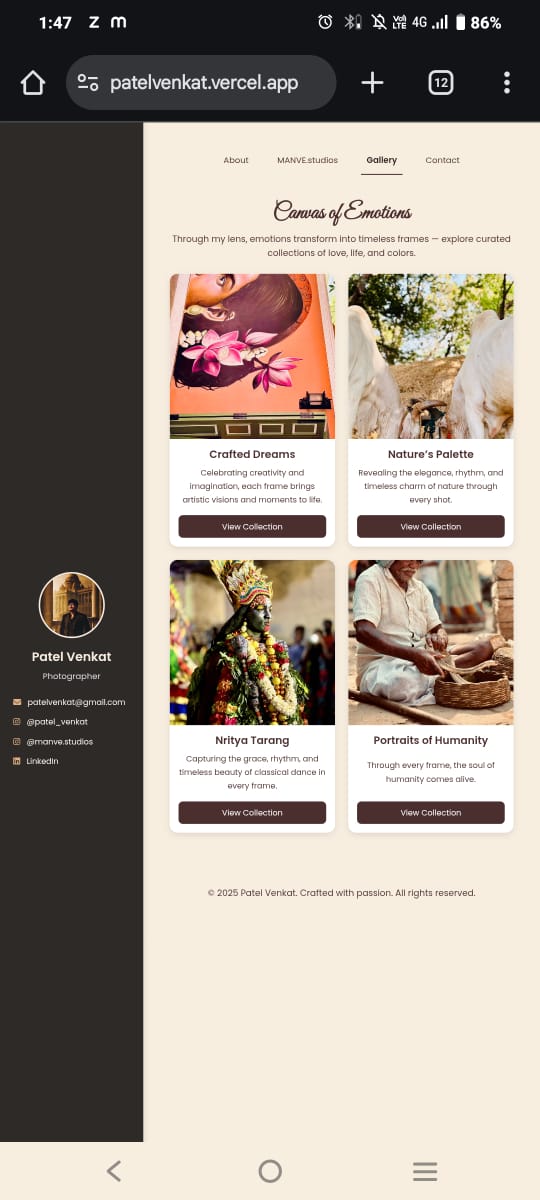 1:47 Z m VoD LTE 4G 86%
patelvenkat.vercel.app 12
About MANVE.studios Gallery Contact
Canvas of Emotions
Through my lens, emotions transform into timeless frames — explore curated
collections of love, life, and colors.
Crafted Dreams
Celebrating creativity and
imagination, each frame brings
artistic visions and moments to life.
View Collection
Nature's Palette
Revealing the elegance, rhythm, and
timeless charm of nature through
every shot.
View Collection
Patel Venkat
Photographer
patelvenkat@gmail.com
@patel_venkat
@manve.studios
LinkedIn
Nritya Tarang
Capturing the grace, rhythm, and
timeless beauty of classical dance in
every frame.
View Collection
Portraits of Humanity
Through every frame, the soul of
humanity comes alive.
View Collection
© 2025 Patel Venkat. Crafted with passion. All rights reserved.